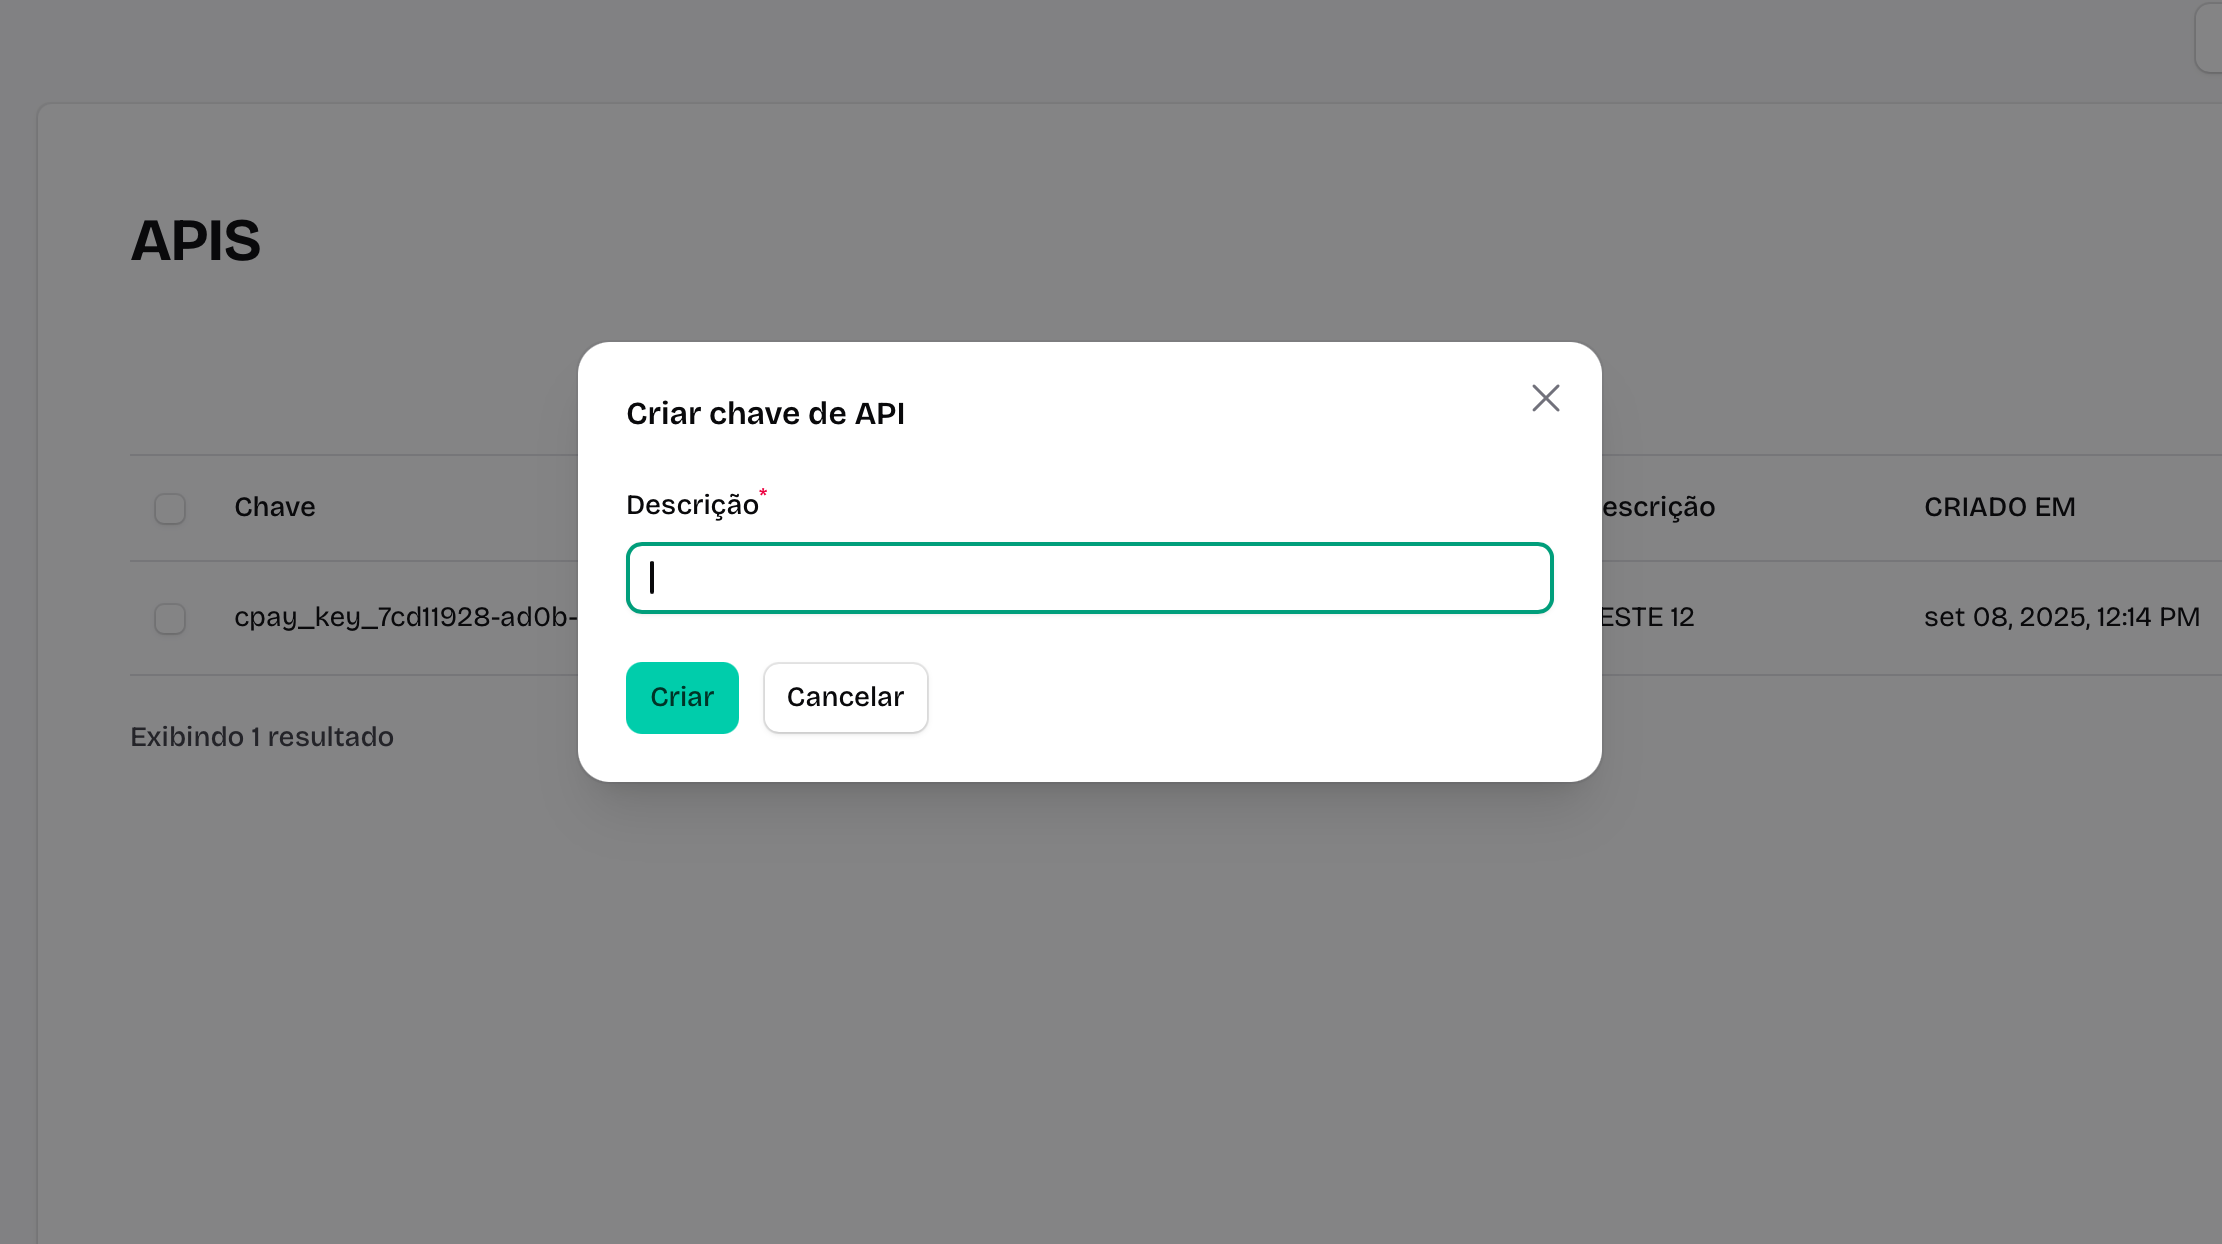 APIS
Criar chave de API
Descrição*
Criar
Cancelar
Chave
escrição
CRIADO EM
cpay_key_7cd11928-ad0b-
ESTE 12
set 08, 2025, 12:14 PM
Exibindo 1 resultado